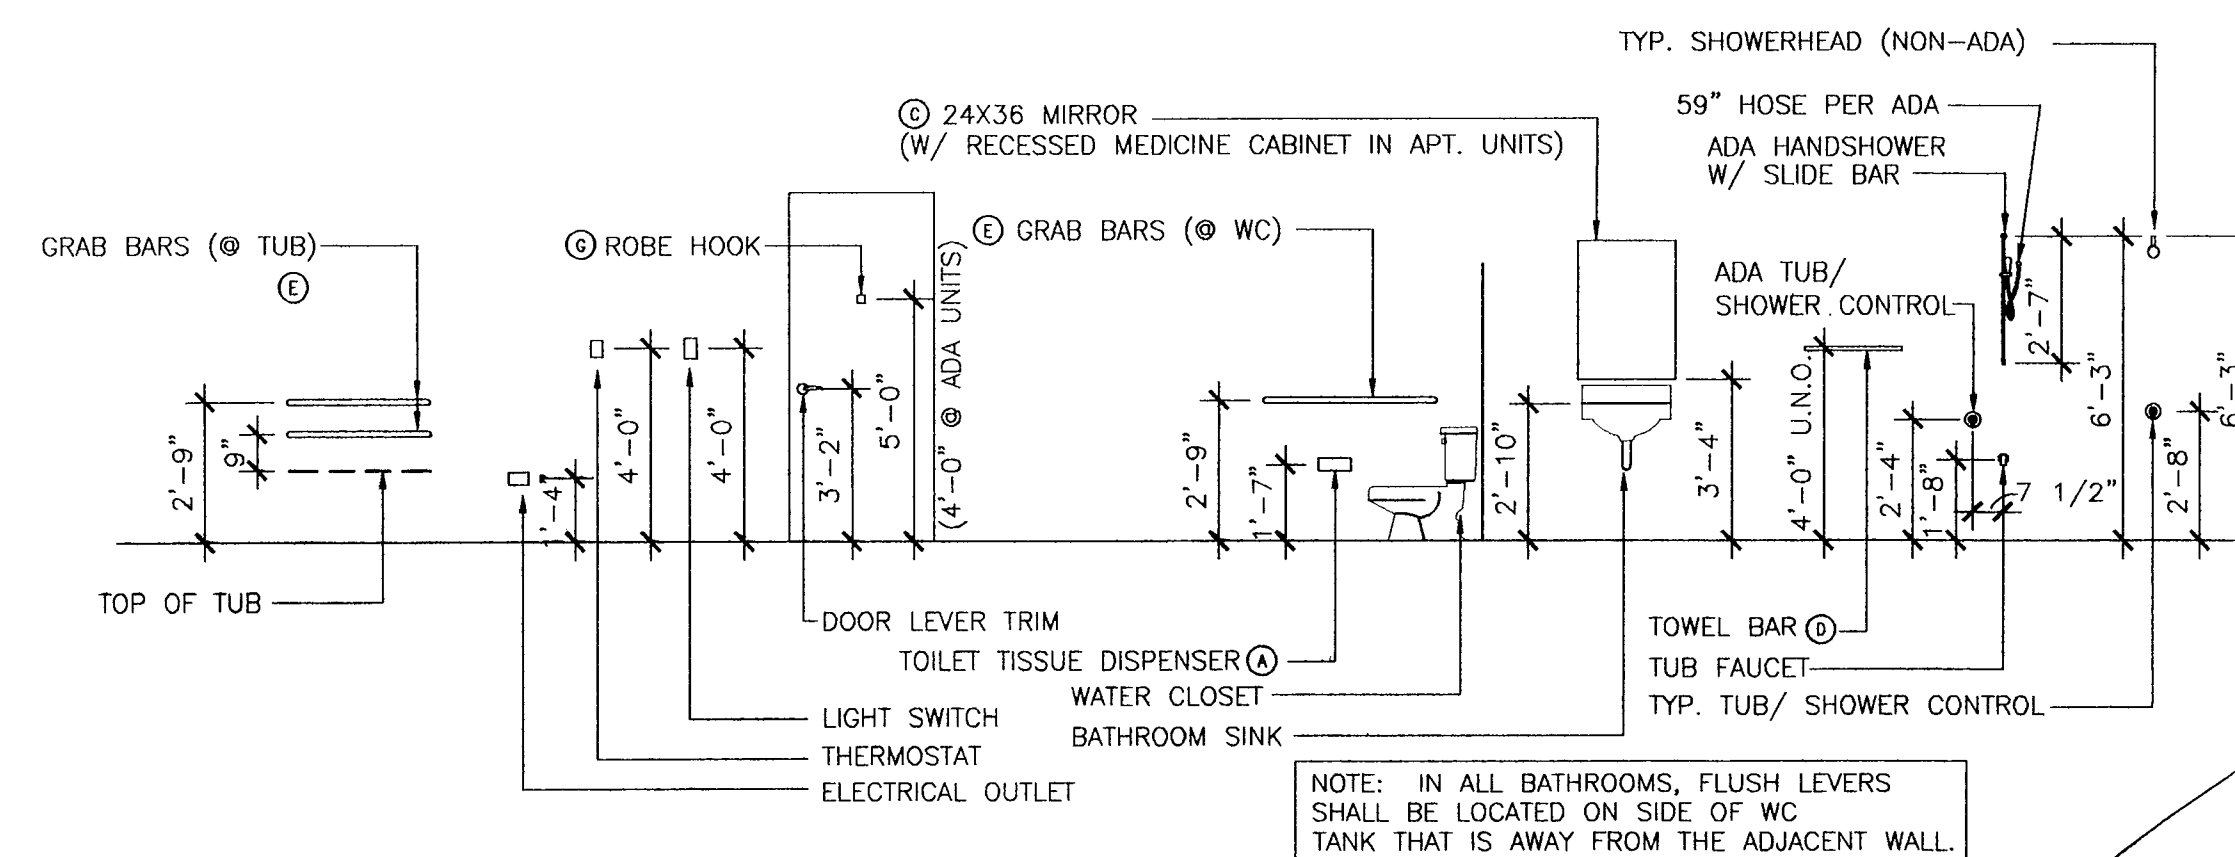 TYP. SHOWERHEAD (NON-ADA)
59" HOSE PER ADA
Ⓒ 24X36 MIRROR
(W/ RECESSED MEDICINE CABINET IN APT. UNITS)
ADA HANDSHOWER
W/ SLIDE BAR
GRAB BARS (@ TUB)
Ⓔ
Ⓖ ROBE HOOK
(4'-0" @ ADA UNITS)
Ⓔ GRAB BARS (@ WC)
ADA TUB/
SHOWER CONTROL
2'-9"
9"
1'-4"
4'-0"
4'-0"
3'-2"
5'-0"
2'-9"
1'-7"
2'-10"
3'-4"
4'-0" U.N.O.
2'-4"
1'-8"
7 1/2"
2'-7"
6'-3"
2'-8"
6'-3"
TOP OF TUB
DOOR LEVER TRIM
TOILET TISSUE DISPENSER Ⓐ
WATER CLOSET
BATHROOM SINK
LIGHT SWITCH
THERMOSTAT
ELECTRICAL OUTLET
TOWEL BAR Ⓓ
TUB FAUCET
TYP. TUB/ SHOWER CONTROL
NOTE: IN ALL BATHROOMS, FLUSH LEVERS
SHALL BE LOCATED ON SIDE OF WC
TANK THAT IS AWAY FROM THE ADJACENT WALL.